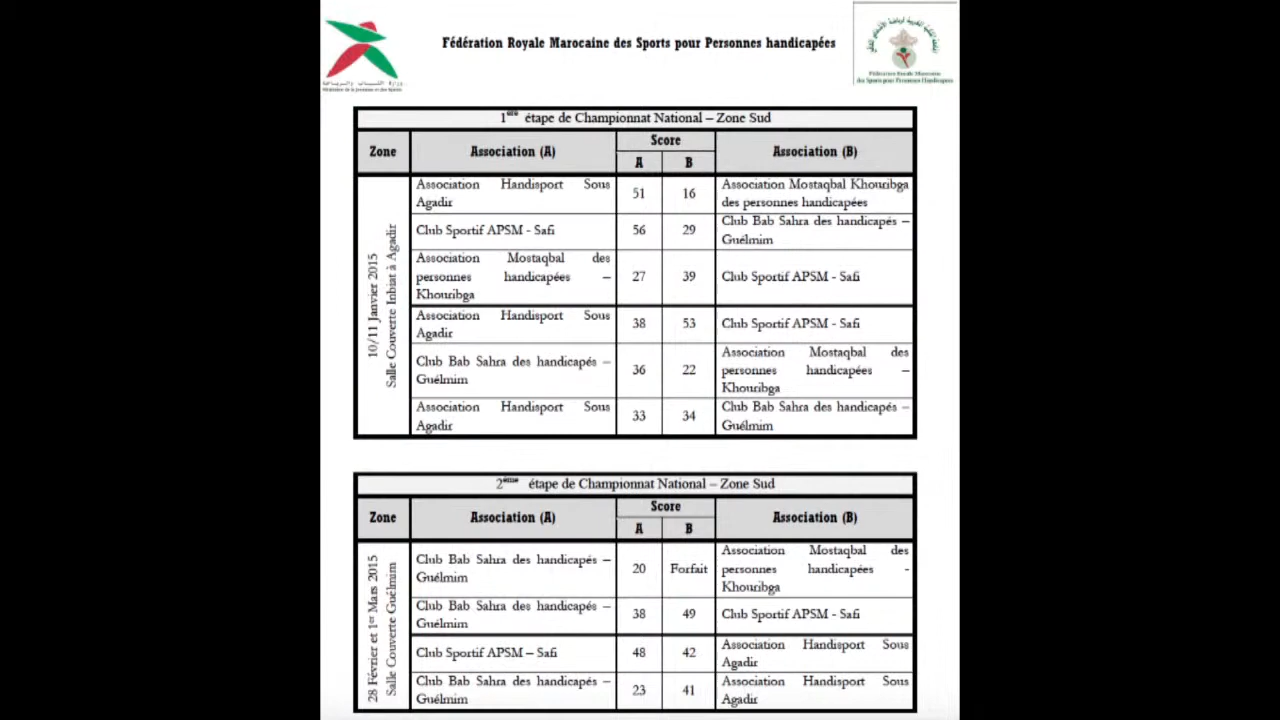 Fédération Royale Marocaine des Sports pour Personnes handicapées
Ministère de la Jeunesse et des Sports
Fédération Royale Marocaine
des Sports pour Personnes Handicapées
1ère étape de Championnat National – Zone Sud
Zone
Association (A)
Score
A B
Association (B)
10/11 Janvier 2015
Salle Couverte Inbiat à Agadir
Association Handisport Sous
Agadir
51 16
Association Mostaqbal Khouribga
des personnes handicapées
Club Sportif APSM - Safi
56 29
Club Bab Sahra des handicapés –
Guélmim
Association Mostaqbal des
personnes handicapées –
Khouribga
27 39
Club Sportif APSM - Safi
Association Handisport Sous
Agadir
38 53
Club Sportif APSM - Safi
Club Bab Sahra des handicapés –
Guélmim
36 22
Association Mostaqbal des
personnes handicapées –
Khouribga
Association Handisport Sous
Agadir
33 34
Club Bab Sahra des handicapés –
Guélmim
2ème étape de Championnat National – Zone Sud
Zone
Association (A)
Score
A B
Association (B)
28 Février et 1er Mars 2015
Salle Couverte Guélmim
Club Bab Sahra des handicapés –
Guélmim
20 Forfait
Association Mostaqbal des
personnes handicapées -
Khouribga
Club Bab Sahra des handicapés –
Guélmim
38 49
Club Sportif APSM - Safi
Club Sportif APSM – Safi
48 42
Association Handisport Sous
Agadir
Club Bab Sahra des handicapés –
Guélmim
23 41
Association Handisport Sous
Agadir